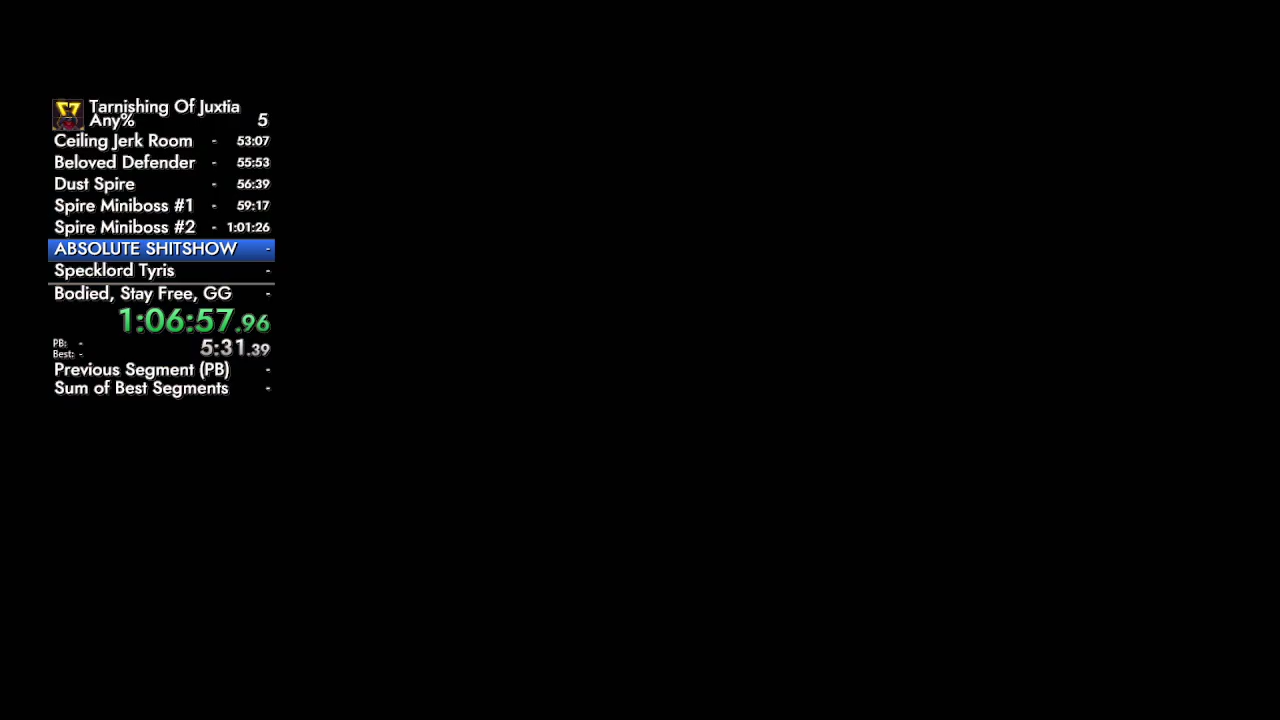 Tarnishing Of Juxtia
Any% 5
Ceiling Jerk Room - 53:07
Beloved Defender - 55:53
Dust Spire - 56:39
Spire Miniboss #1 - 59:17
Spire Miniboss #2 - 1:01:26
ABSOLUTE SHITSHOW -
Specklord Tyris -
Bodied, Stay Free, GG -
1:06:57.96
PB: -
Best: - 5:31.39
Previous Segment (PB) -
Sum of Best Segments -